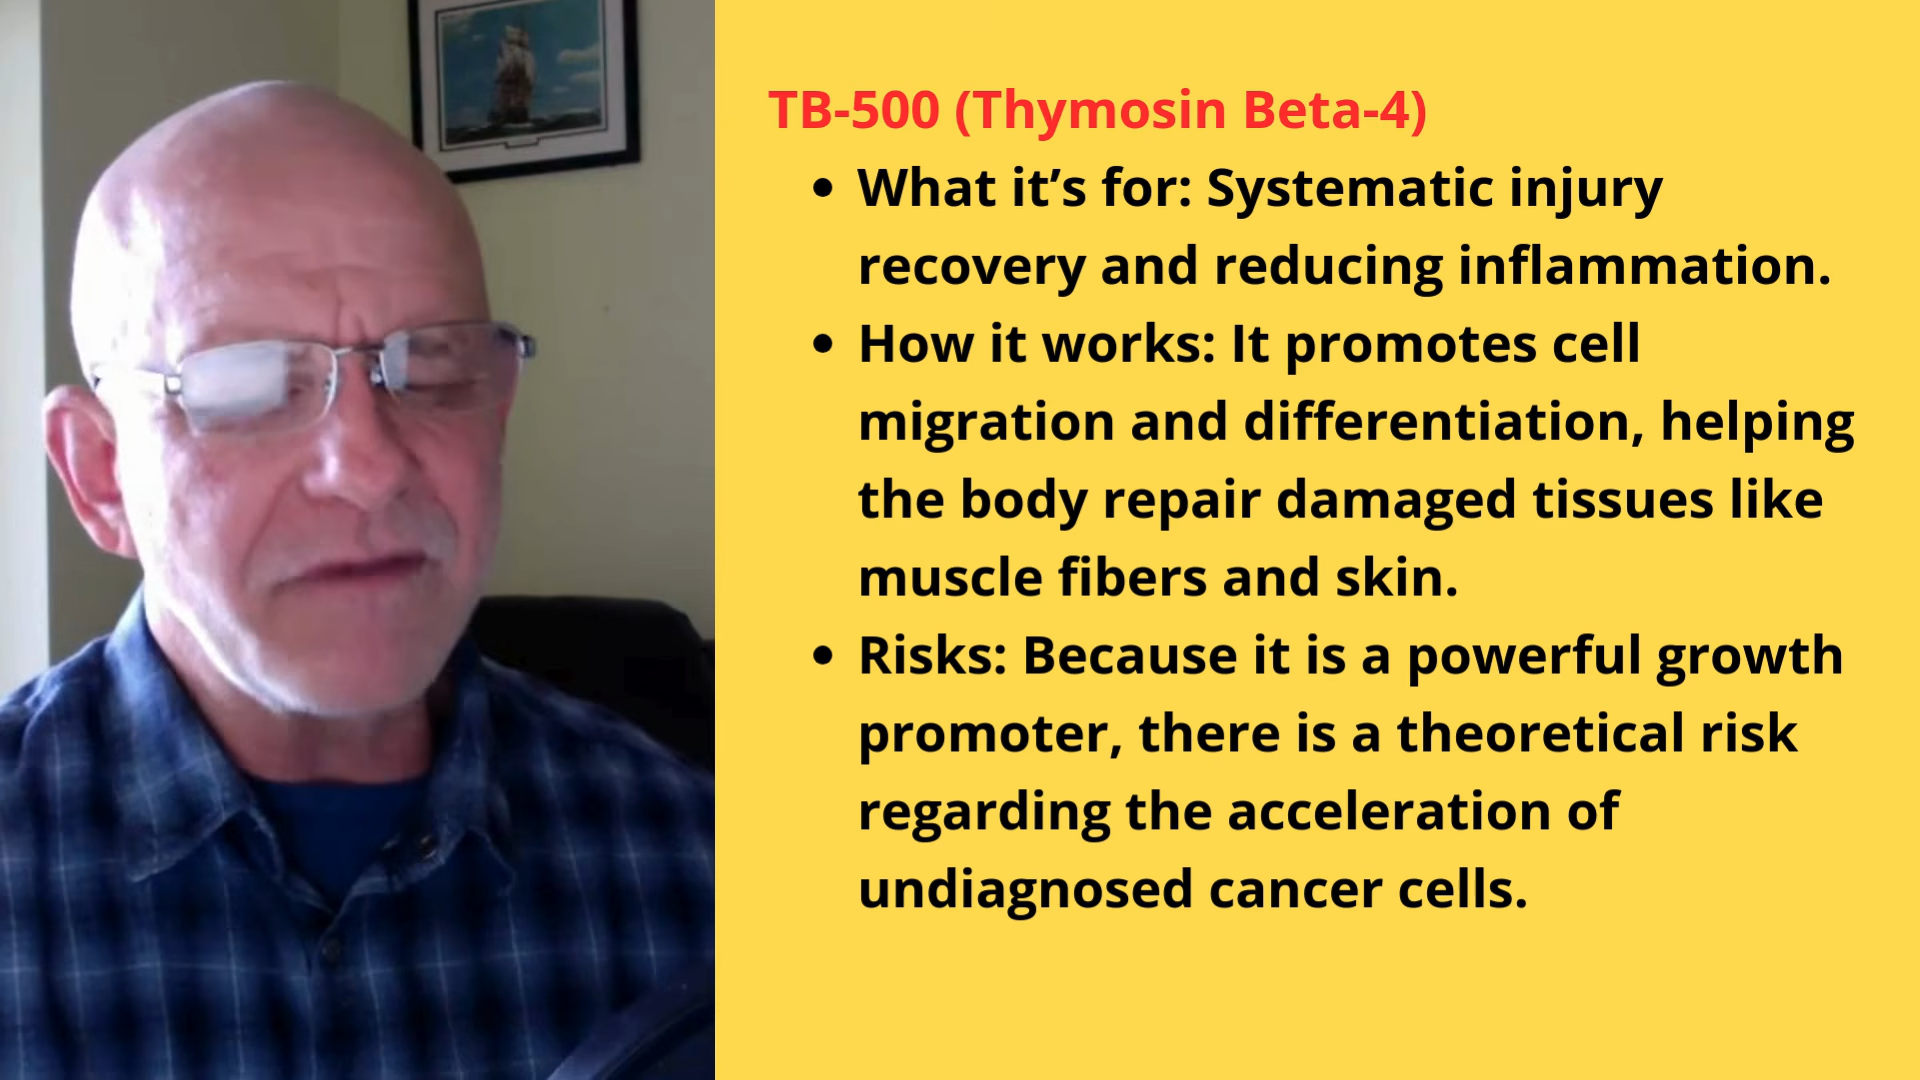 TB-500 (Thymosin Beta-4)
• What it’s for: Systematic injury
recovery and reducing inflammation.
• How it works: It promotes cell
migration and differentiation, helping
the body repair damaged tissues like
muscle fibers and skin.
• Risks: Because it is a powerful growth
promoter, there is a theoretical risk
regarding the acceleration of
undiagnosed cancer cells.